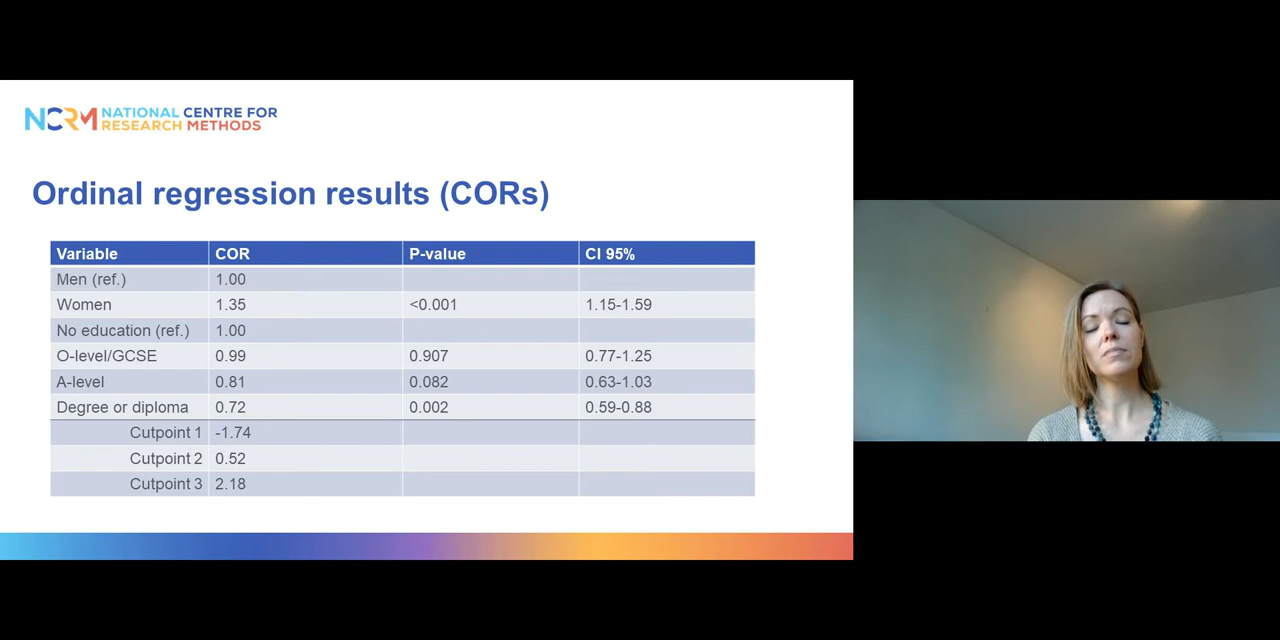 NCRM NATIONAL CENTRE FOR
RESEARCH METHODS
Ordinal regression results (CORs)
Variable COR P-value CI 95%
Men (ref.) 1.00
Women 1.35 <0.001 1.15-1.59
No education (ref.) 1.00
O-level/GCSE 0.99 0.907 0.77-1.25
A-level 0.81 0.082 0.63-1.03
Degree or diploma 0.72 0.002 0.59-0.88
Cutpoint 1 -1.74
Cutpoint 2 0.52
Cutpoint 3 2.18